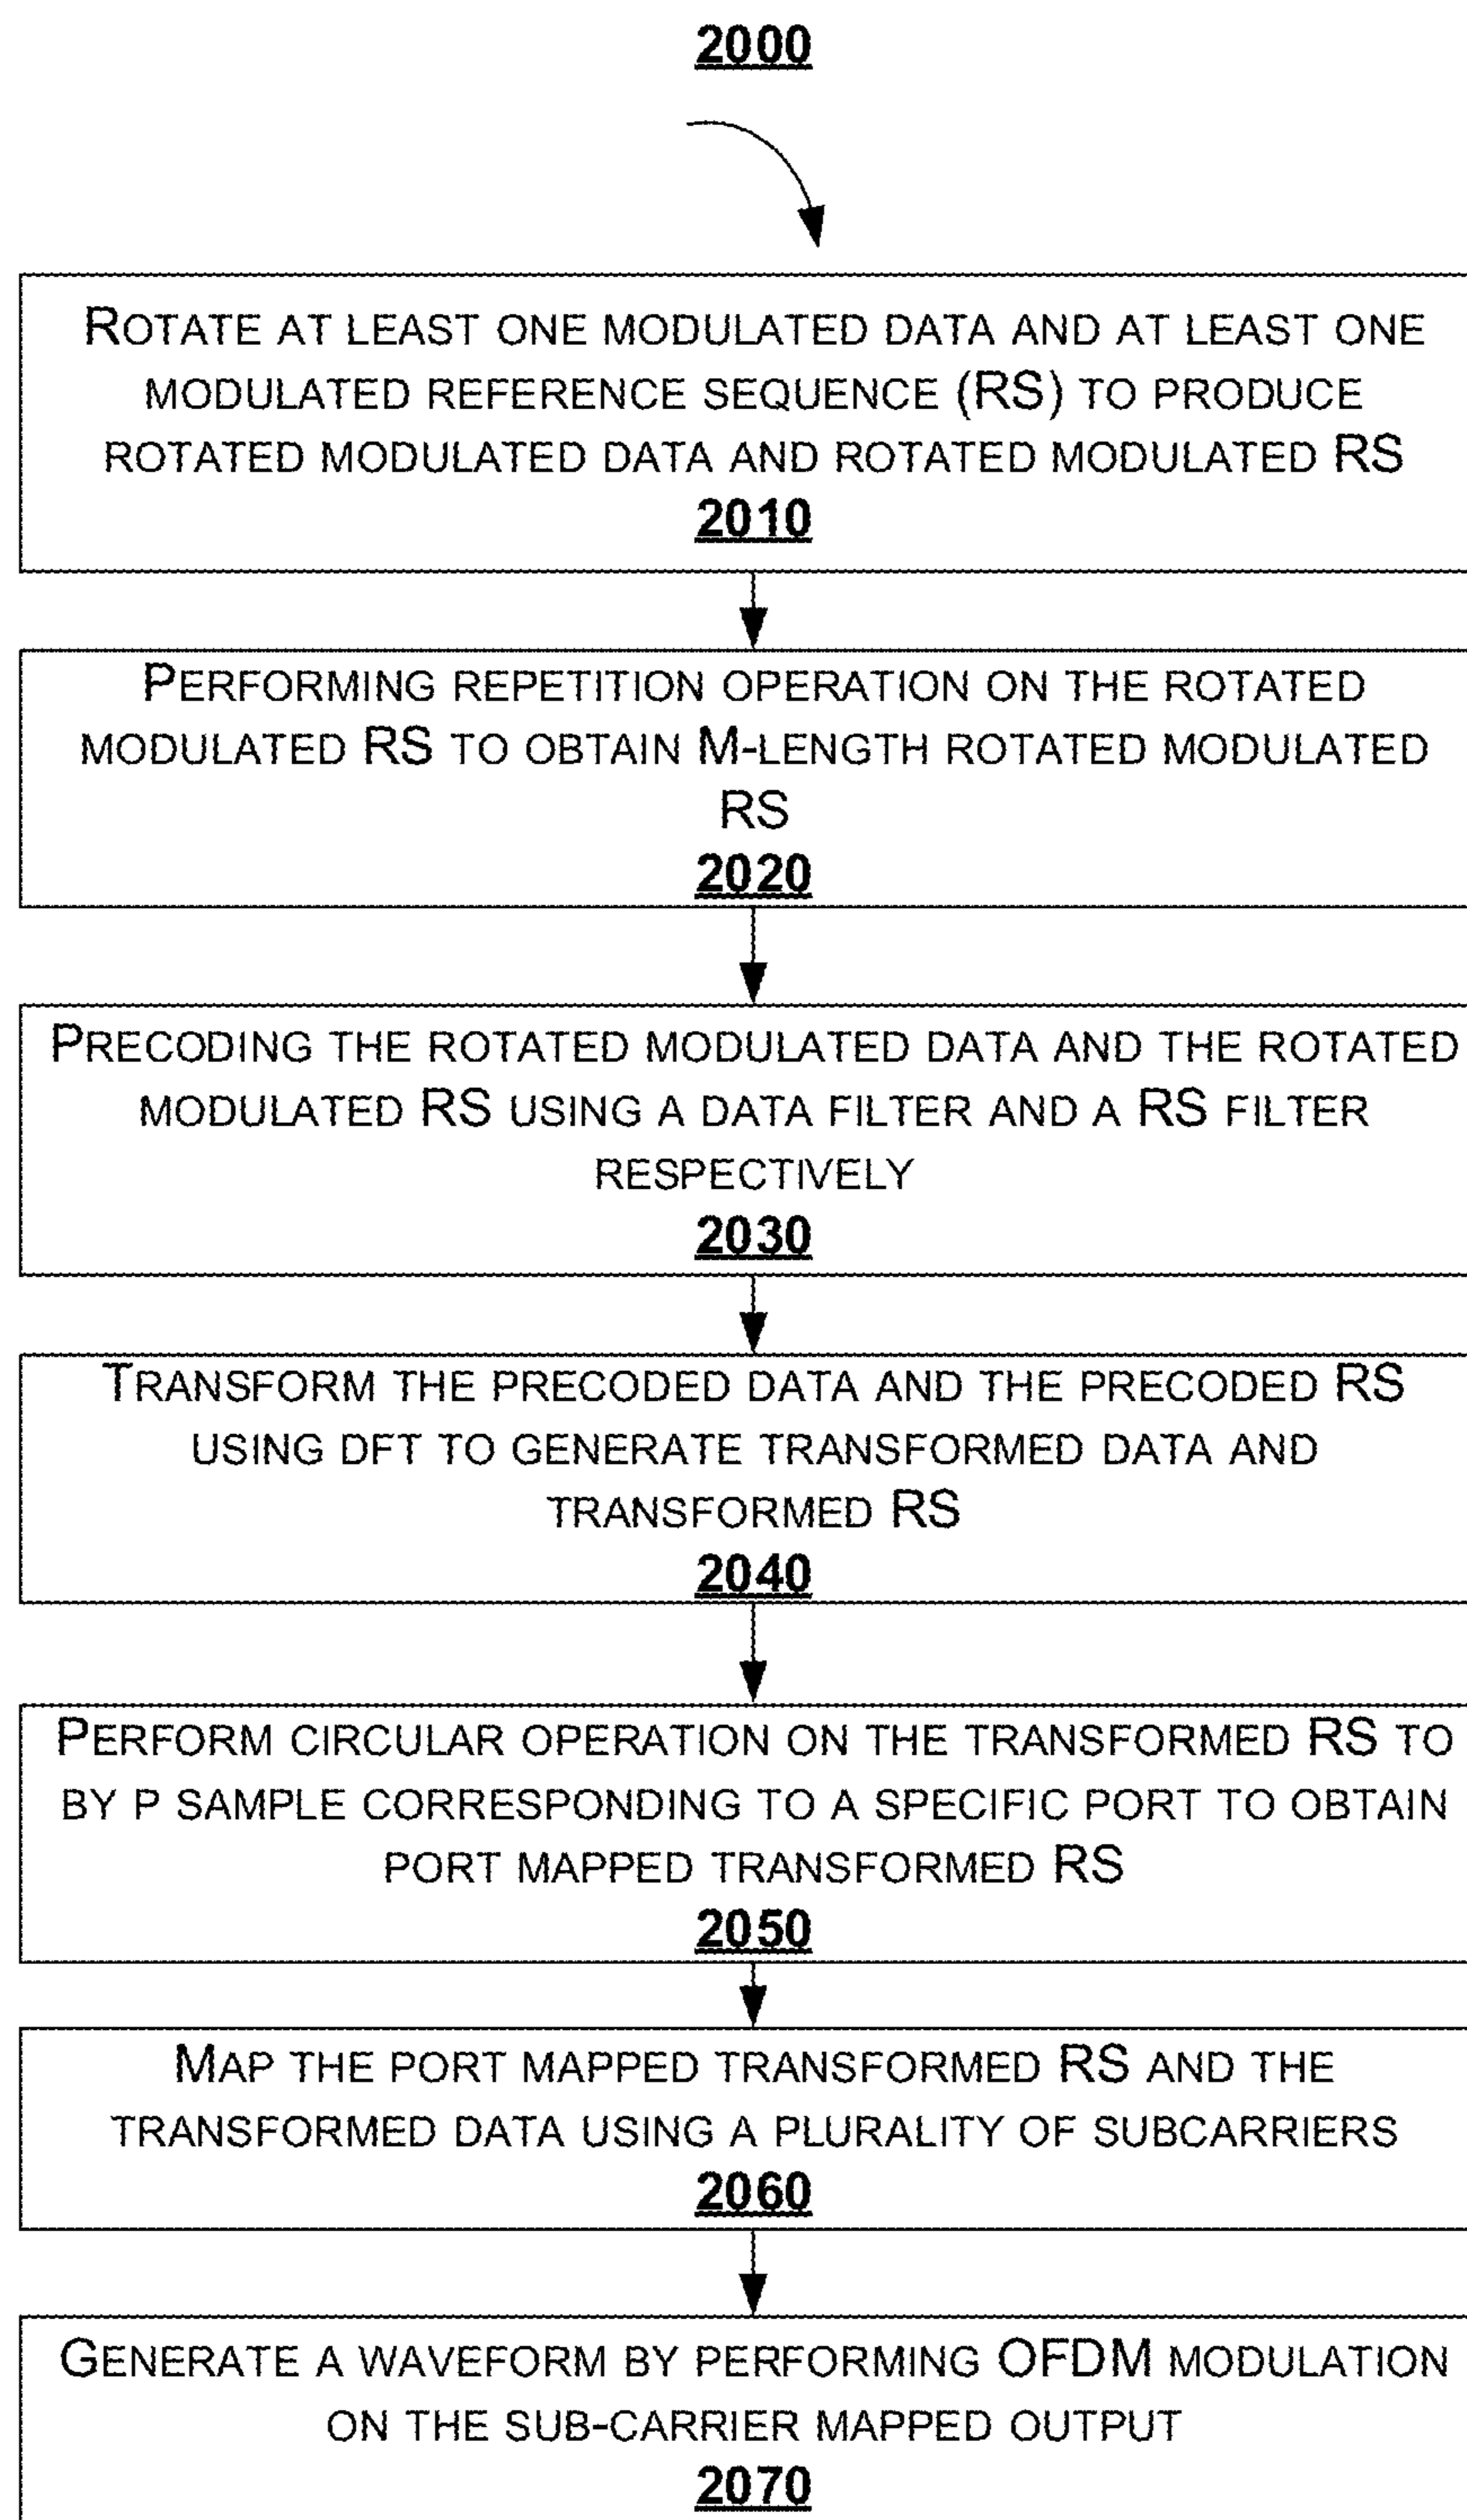 2000
ROTATE AT LEAST ONE MODULATED DATA AND AT LEAST ONE
MODULATED REFERENCE SEQUENCE (RS) TO PRODUCE
ROTATED MODULATED DATA AND ROTATED MODULATED RS
2010
PERFORMING REPETITION OPERATION ON THE ROTATED
MODULATED RS TO OBTAIN M-LENGTH ROTATED MODULATED
RS
2020
PRECODING THE ROTATED MODULATED DATA AND THE ROTATED
MODULATED RS USING A DATA FILTER AND A RS FILTER
RESPECTIVELY
2030
TRANSFORM THE PRECODED DATA AND THE PRECODED RS
USING DFT TO GENERATE TRANSFORMED DATA AND
TRANSFORMED RS
2040
PERFORM CIRCULAR OPERATION ON THE TRANSFORMED RS TO
BY P SAMPLE CORRESPONDING TO A SPECIFIC PORT TO OBTAIN
PORT MAPPED TRANSFORMED RS
2050
MAP THE PORT MAPPED TRANSFORMED RS AND THE
TRANSFORMED DATA USING A PLURALITY OF SUBCARRIERS
2060
GENERATE A WAVEFORM BY PERFORMING OFDM MODULATION
ON THE SUB-CARRIER MAPPED OUTPUT
2070